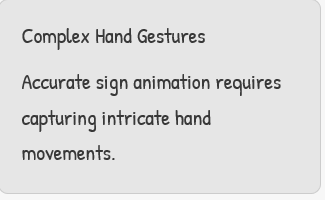 Complex Hand Gestures
Accurate sign animation requires
capturing intricate hand
movements.